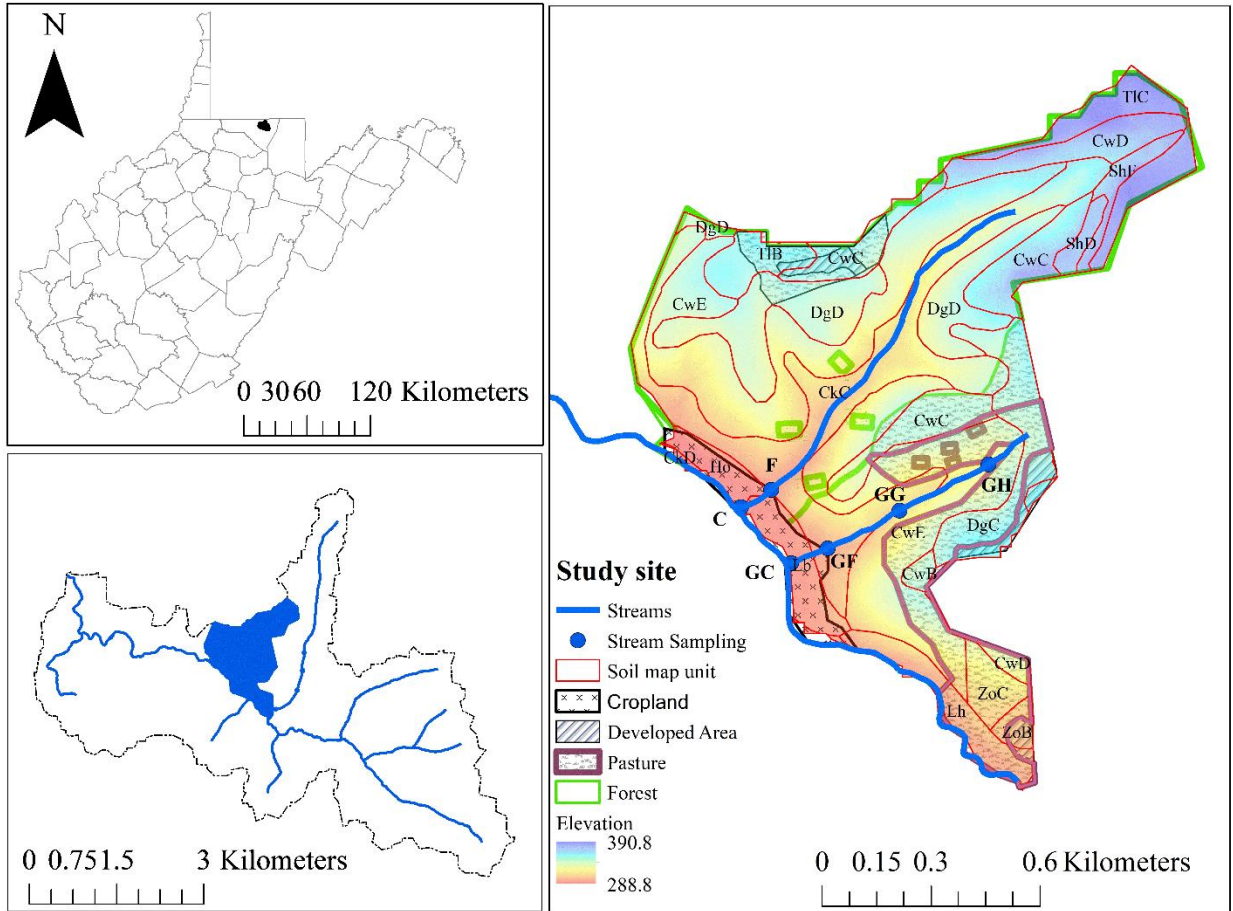 N
0 30 60 120 Kilometers
0 0.75 1.5 3 Kilometers
TlC
CwD
ShF
ShD
CwC
DgD
TlB
CwC
CwE
DgD
DgD
CkC
CwC
CkD
Ho
F
C
GG
GH
DgC
CwE
GF
GC
Lb
CwB
CwD
ZoC
Lh
ZoB
Study site
Streams
Stream Sampling
Soil map unit
Cropland
Developed Area
Pasture
Forest
Elevation
390.8
288.8
0 0.15 0.3 0.6 Kilometers